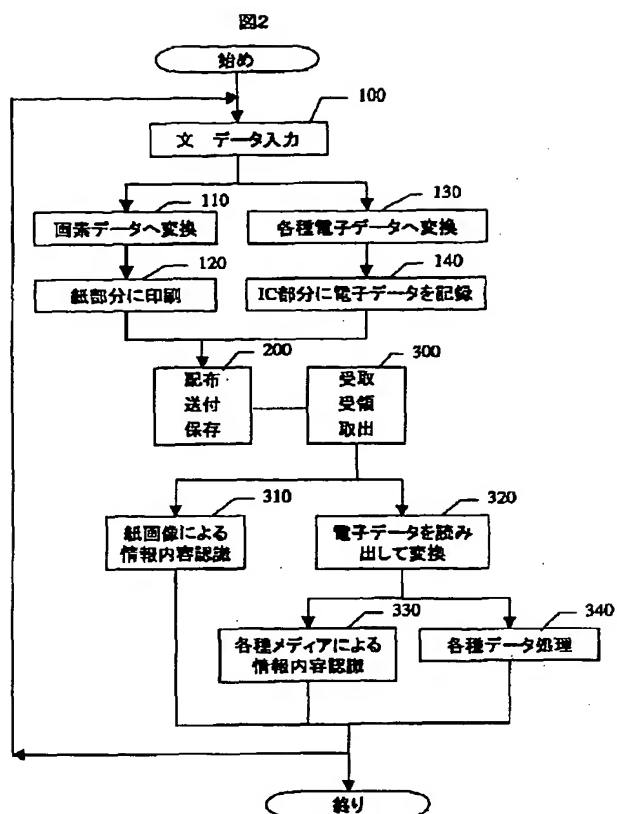 図2
始め
100
文 データ入力
110
130
画素データへ変換
各種電子データへ変換
120
140
紙部分に印刷
IC部分に電子データを記録
200
300
配布
送付
保存
受取
受領
取出
310
320
紙画像による
情報内容認識
電子データを読み
出して変換
330
340
各種メディアによる
情報内容認識
各種データ処理
終り